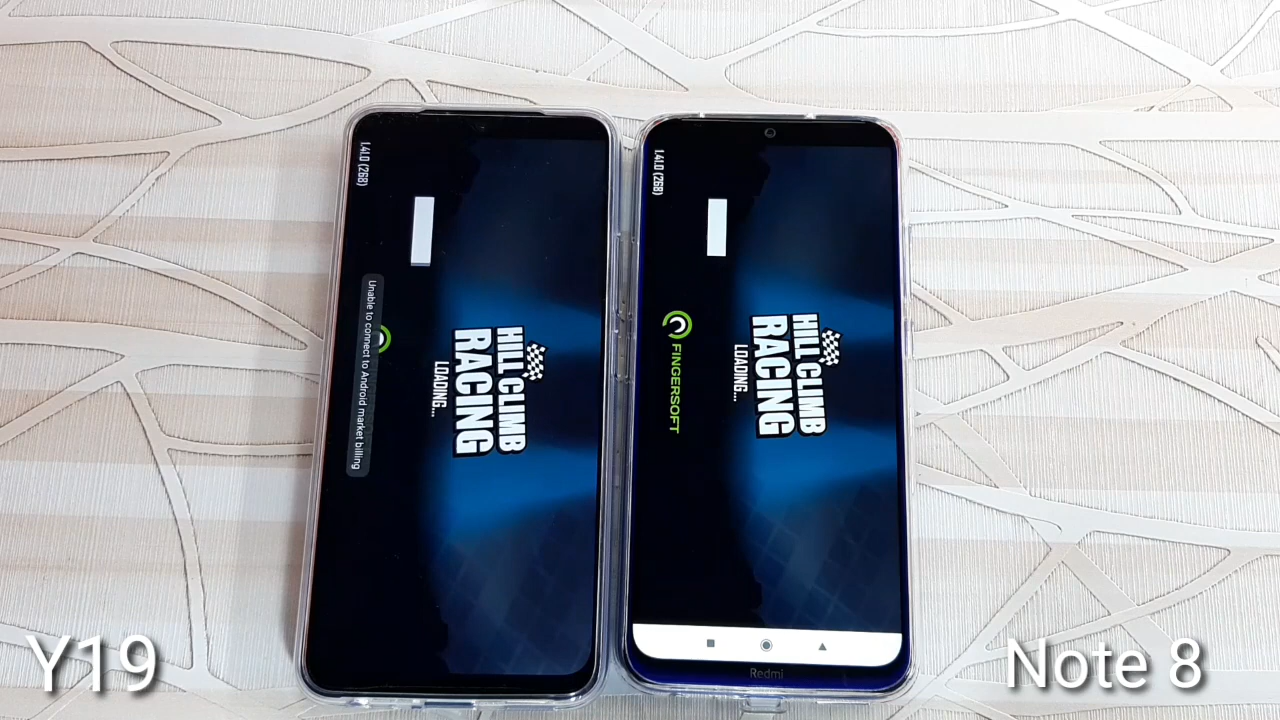 1.41.0 (268)
Unable to connect to Android market billing
HILL CLIMB
RACING
LOADING...
1.41.0 (268)
FINGERSOFT
HILL CLIMB
RACING
LOADING...
Redmi
Y19
Note 8